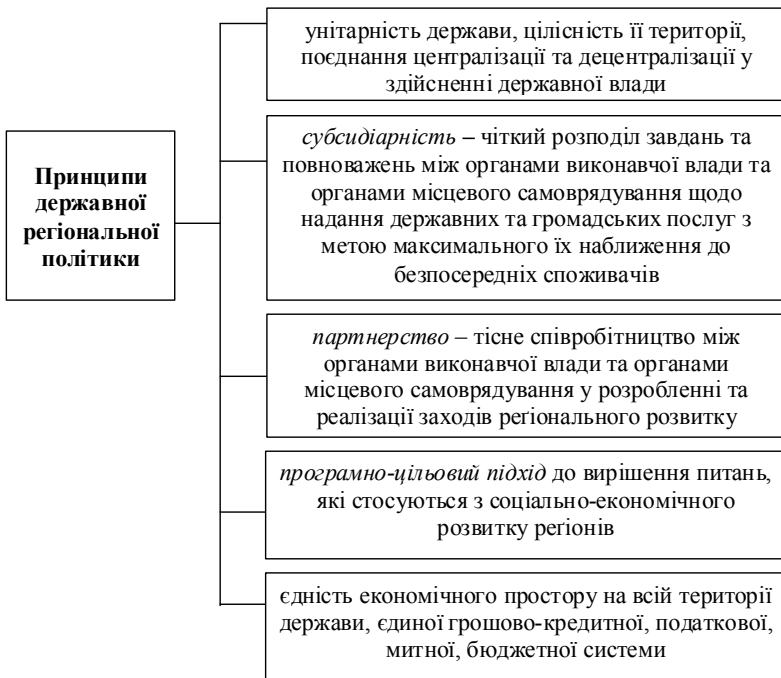 унітарність держави, цілісність її території,
поєднання централізації та децентралізації у
здійсненні державної влади
Принципи
державної
реґіональної
політики
субсидіарність – чіткий розподіл завдань та
повноважень між органами виконавчої влади та
органами місцевого самоврядування щодо
надання державних та громадських послуг з
метою максимального їх наближення до
безпосередніх споживачів
партнерство – тісне співробітництво між
органами виконавчої влади та органами
місцевого самоврядування у розробленні та
реалізації заходів реґіонального розвитку
програмно-цільовий підхід до вирішення питань,
які стосуються з соціально-економічного
розвитку реґіонів
єдність економічного простору на всій території
держави, єдиної грошово-кредитної, податкової,
митної, бюджетної системи